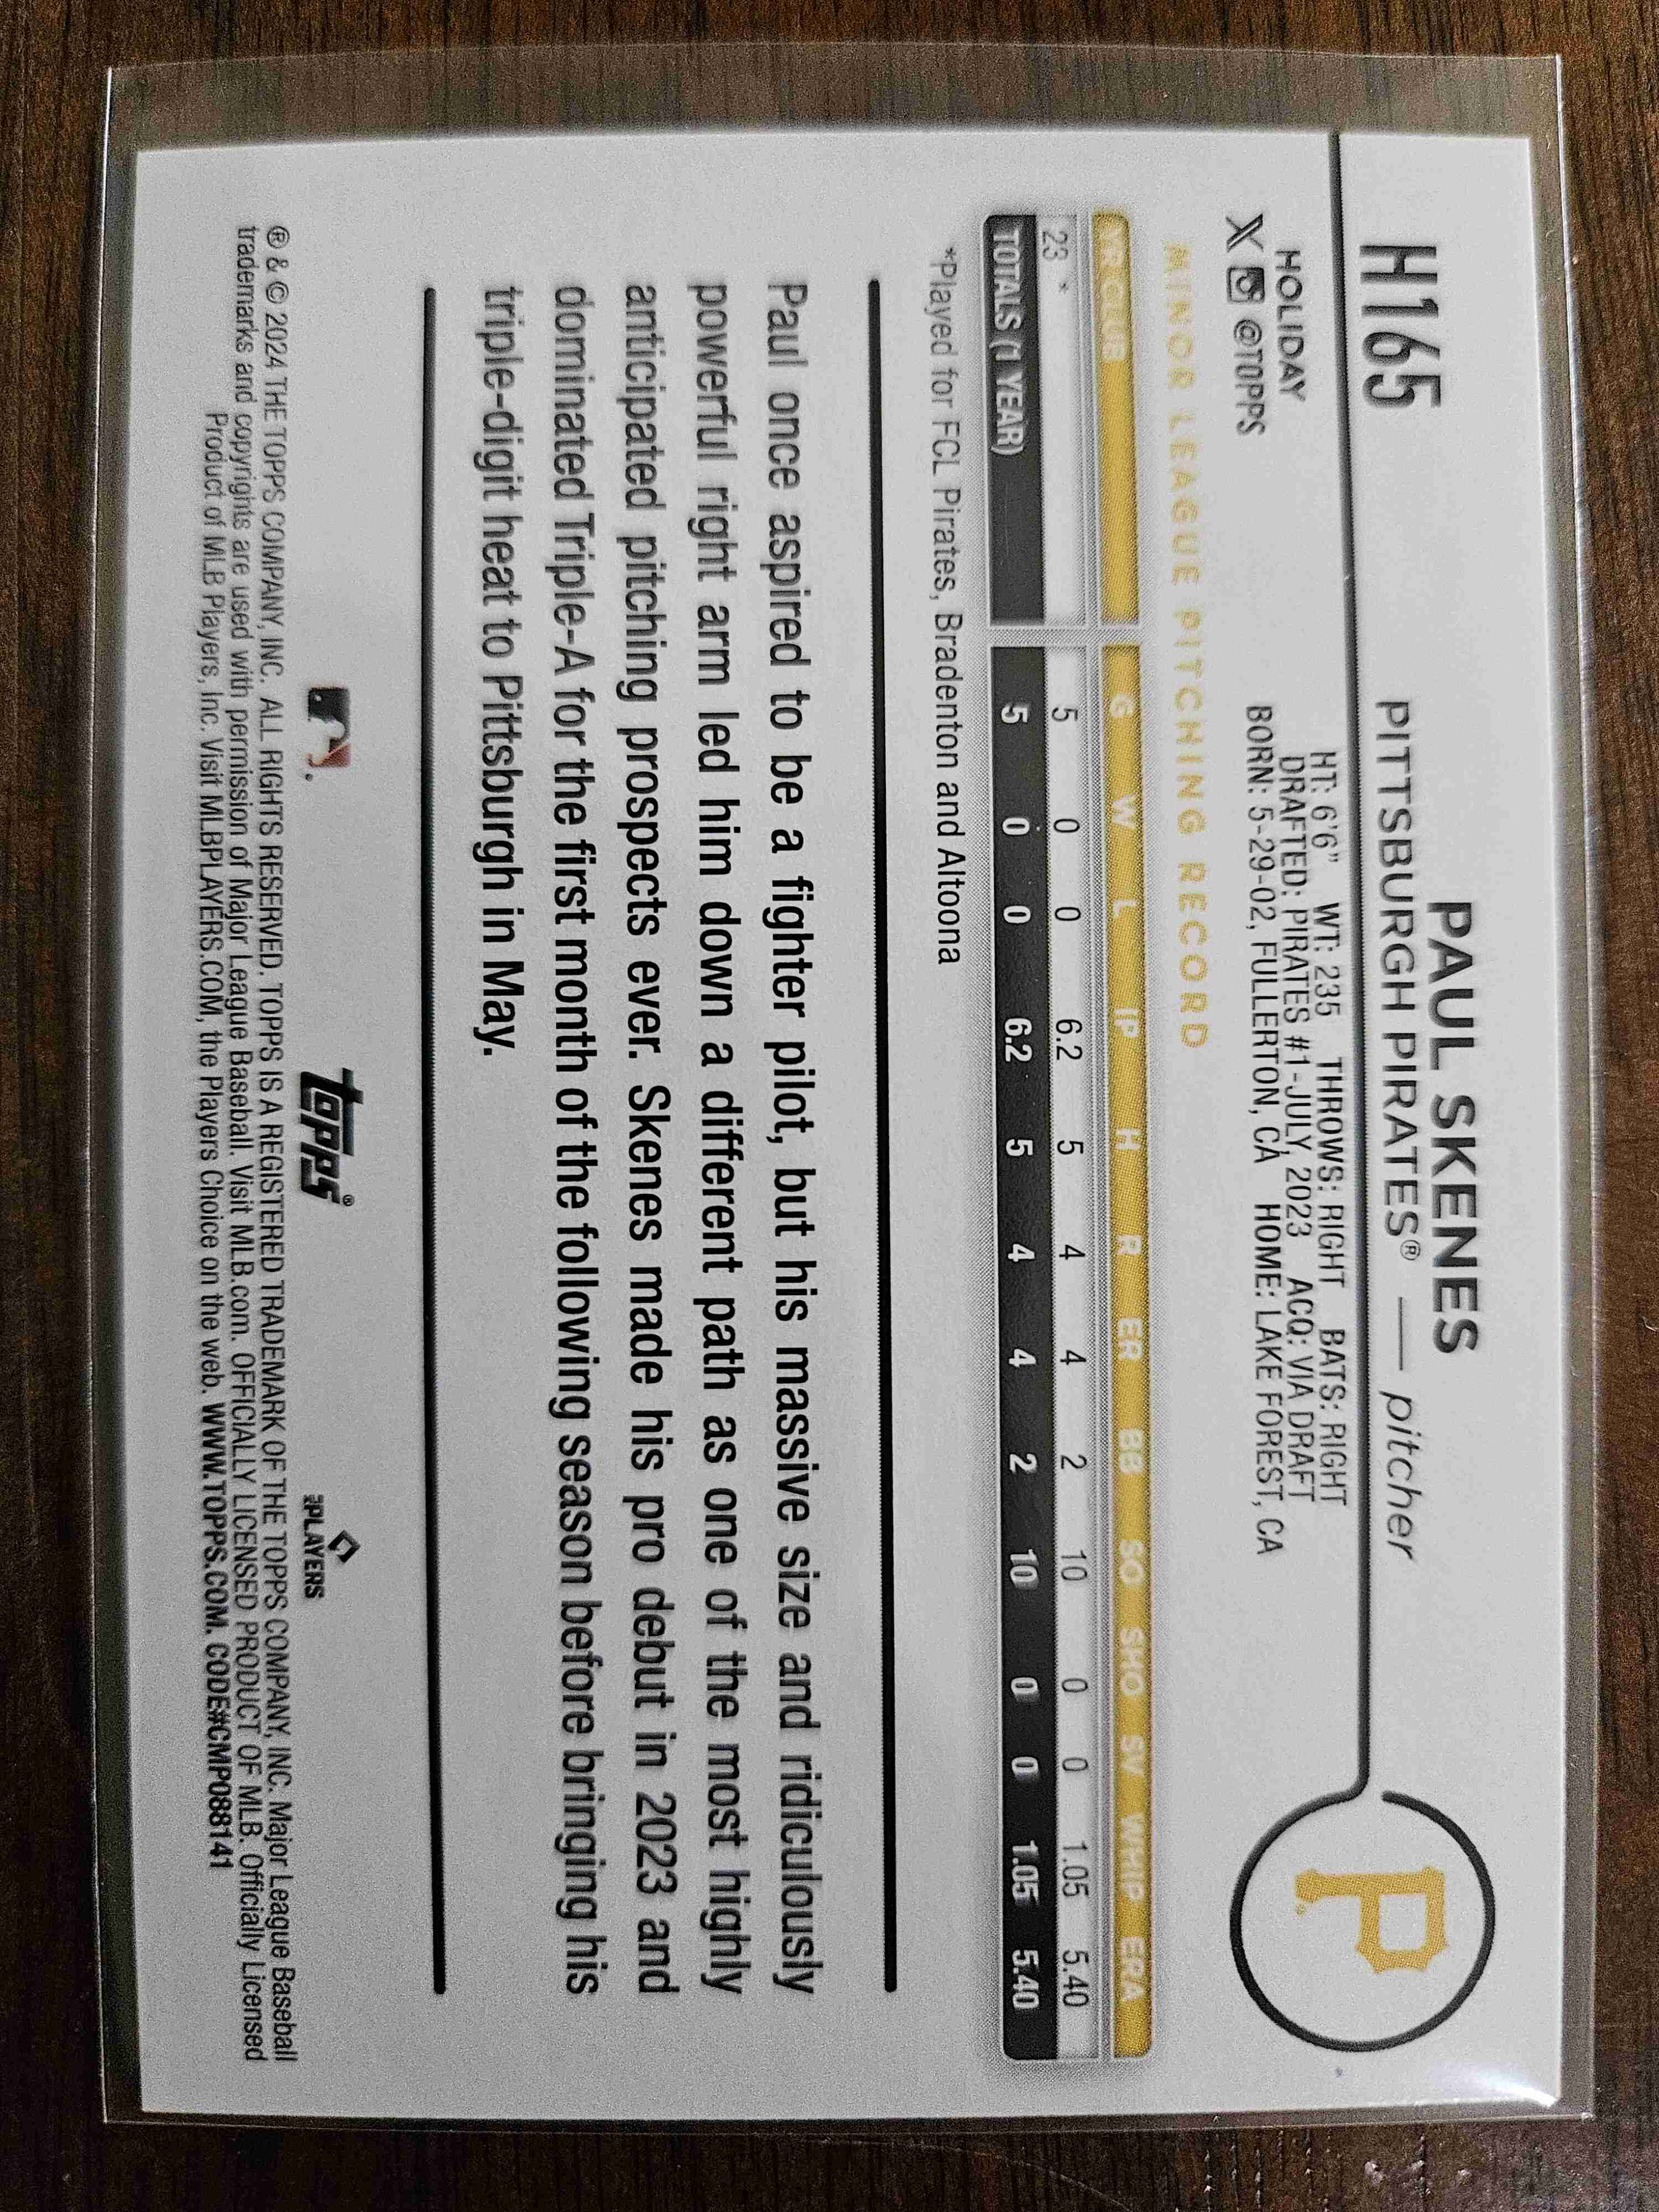 H165
PAUL SKENES
PITTSBURGH PIRATES® — pitcher
HOLIDAY
X @TOPPS
HT: 6'6" WT: 235 THROWS: RIGHT BATS: RIGHT
DRAFTED: PIRATES #1-JULY, 2023 ACQ: VIA DRAFT
BORN: 5-29-02, FULLERTON, CA HOME: LAKE FOREST, CA
P
MINOR LEAGUE PITCHING RECORD
YR CLUB G W L IP H R ER BB SO SHO SV WHIP ERA
23 * 5 0 0 6.2 5 4 4 2 10 0 0 1.05 5.40
TOTALS (1 YEAR) 5 0 0 6.2 5 4 4 2 10 0 0 1.05 5.40
*Played for FCL Pirates, Bradenton and Altoona
Paul once aspired to be a fighter pilot, but his massive size and ridiculously
powerful right arm led him down a different path as one of the most highly
anticipated pitching prospects ever. Skenes made his pro debut in 2023 and
dominated Triple-A for the first month of the following season before bringing his
triple-digit heat to Pittsburgh in May.
topps®
PLAYERS
® & © 2024 THE TOPPS COMPANY, INC. ALL RIGHTS RESERVED. TOPPS IS A REGISTERED TRADEMARK OF THE TOPPS COMPANY, INC. Major League Baseball
trademarks and copyrights are used with permission of Major League Baseball. Visit MLB.com. OFFICIALLY LICENSED PRODUCT OF MLB. Officially Licensed
Product of MLB Players, Inc. Visit MLBPLAYERS.COM, the Players Choice on the web. WWW.TOPPS.COM. CODE#CMP088141